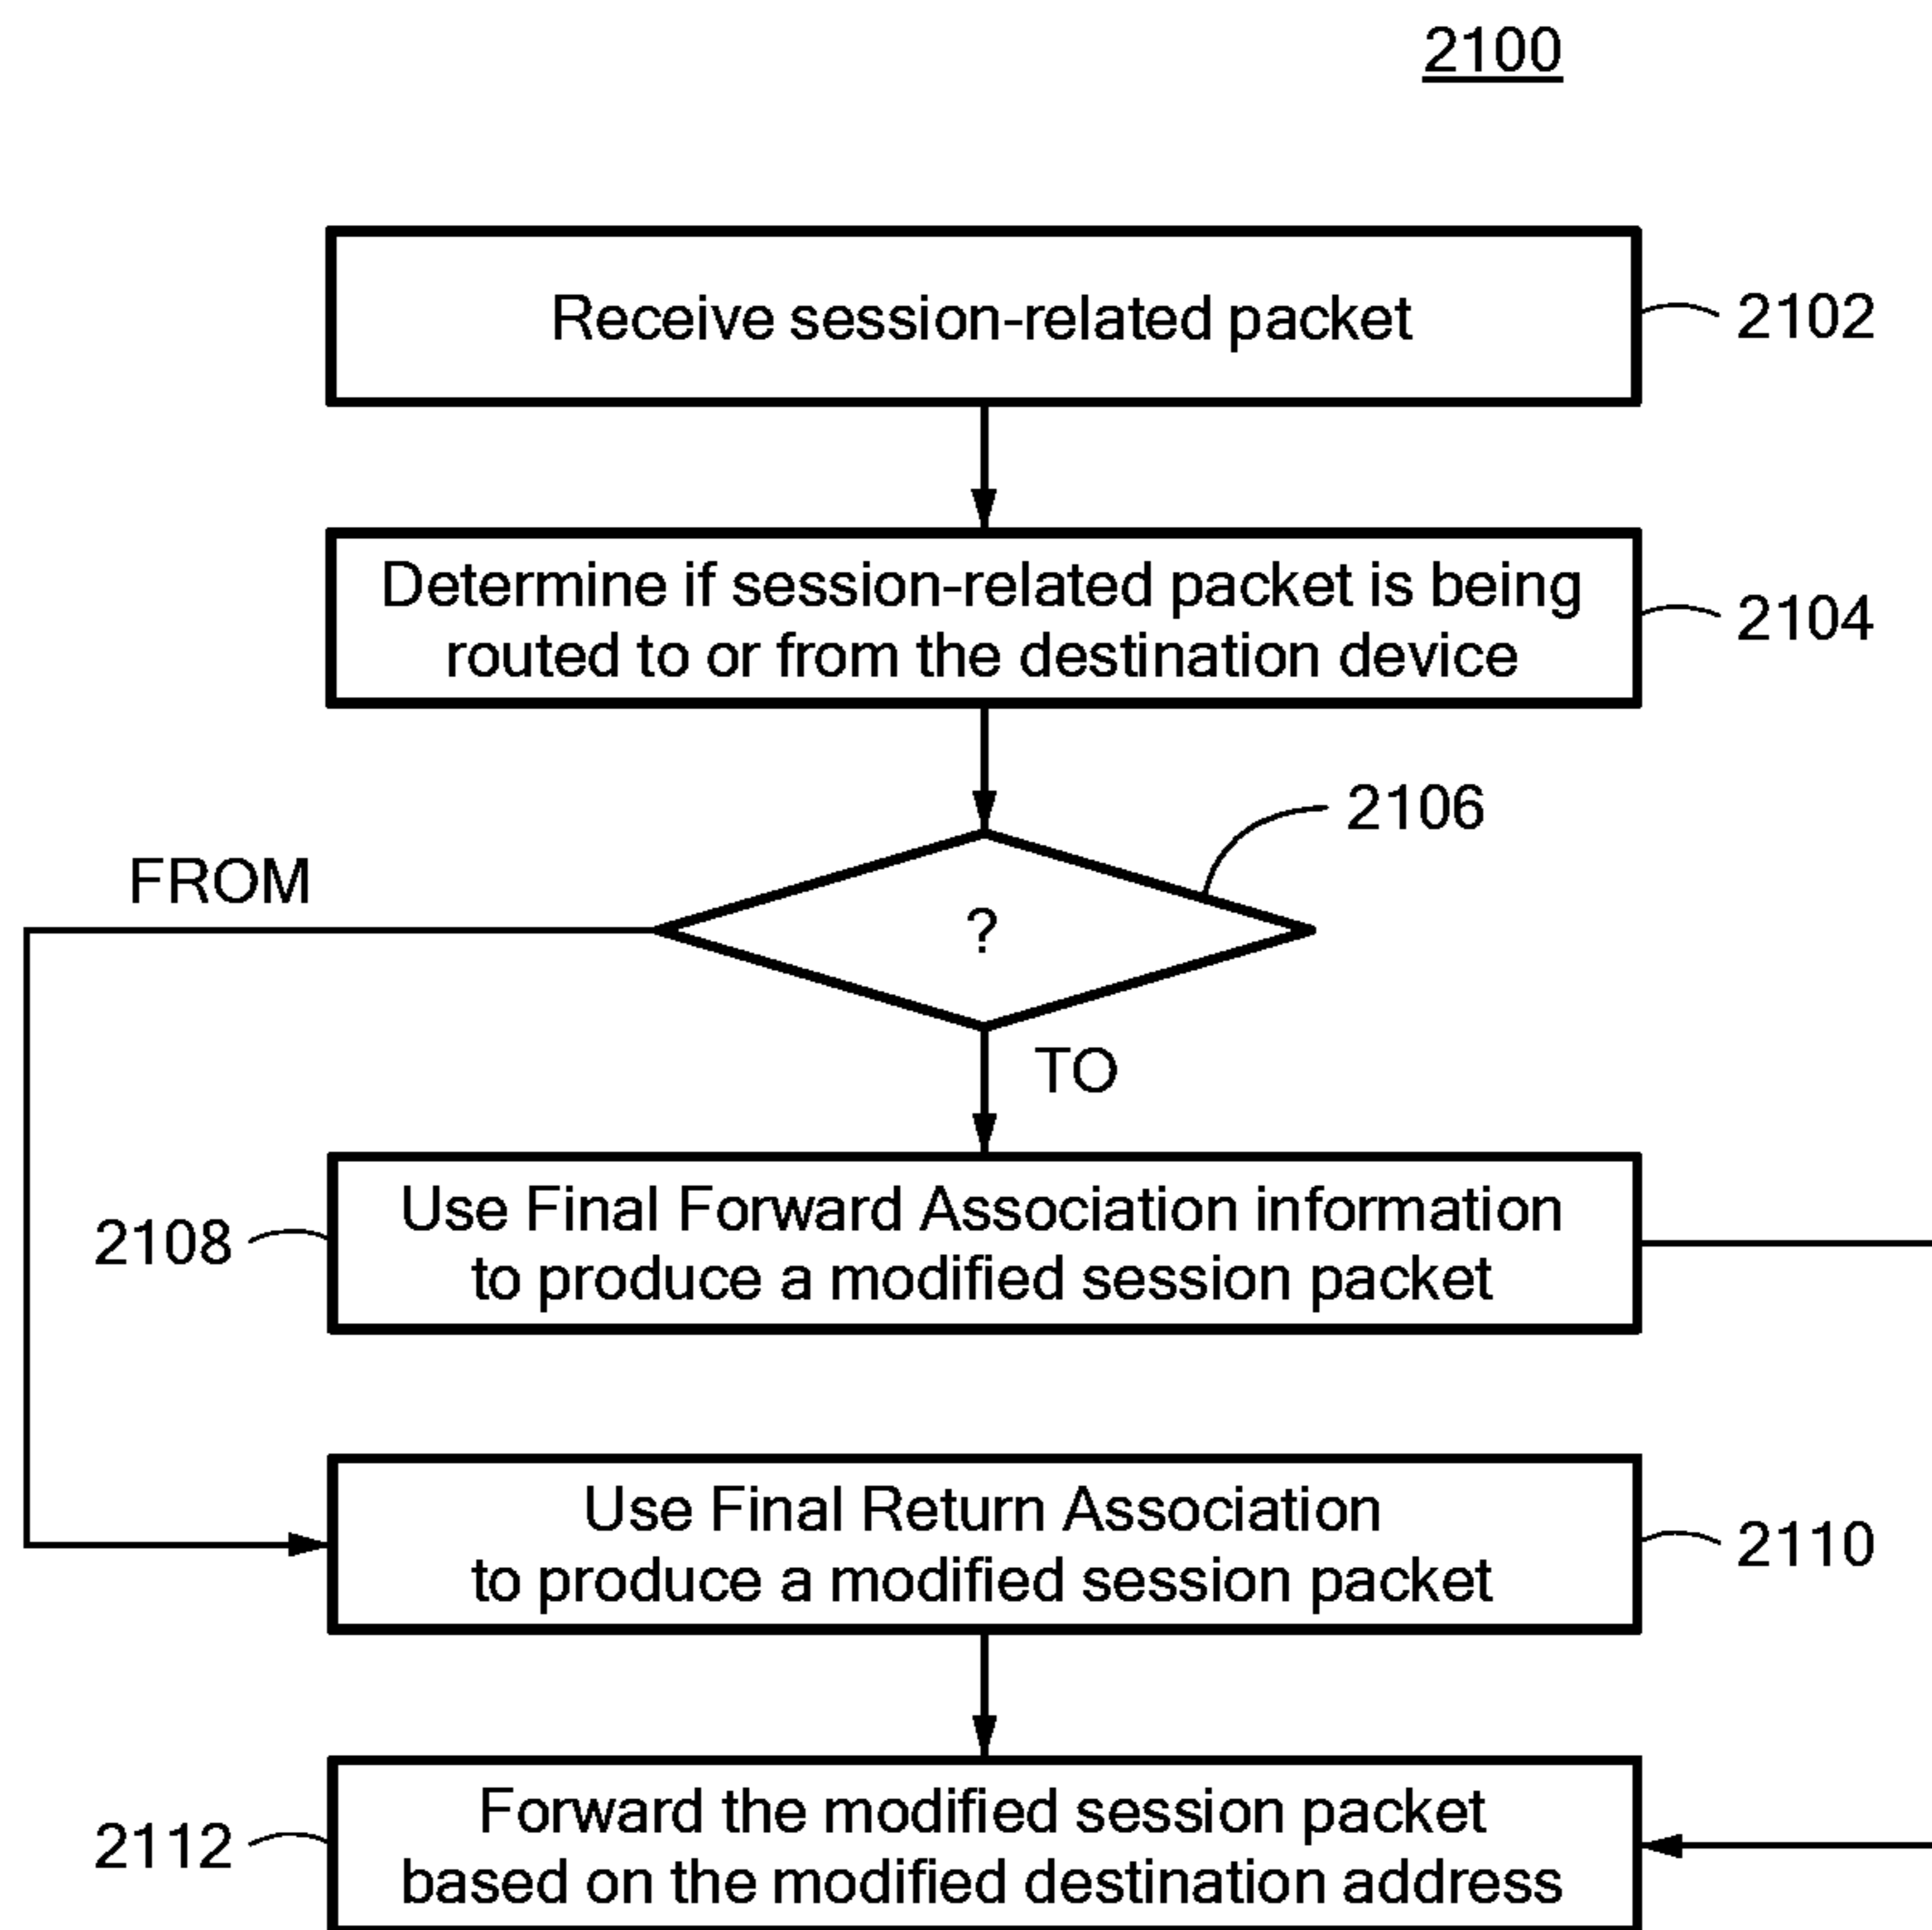 2100
Receive session-related packet
2102
Determine if session-related packet is being
routed to or from the destination device
2104
2106
FROM
?
TO
2108
Use Final Forward Association information
to produce a modified session packet
Use Final Return Association
to produce a modified session packet
2110
2112
Forward the modified session packet
based on the modified destination address